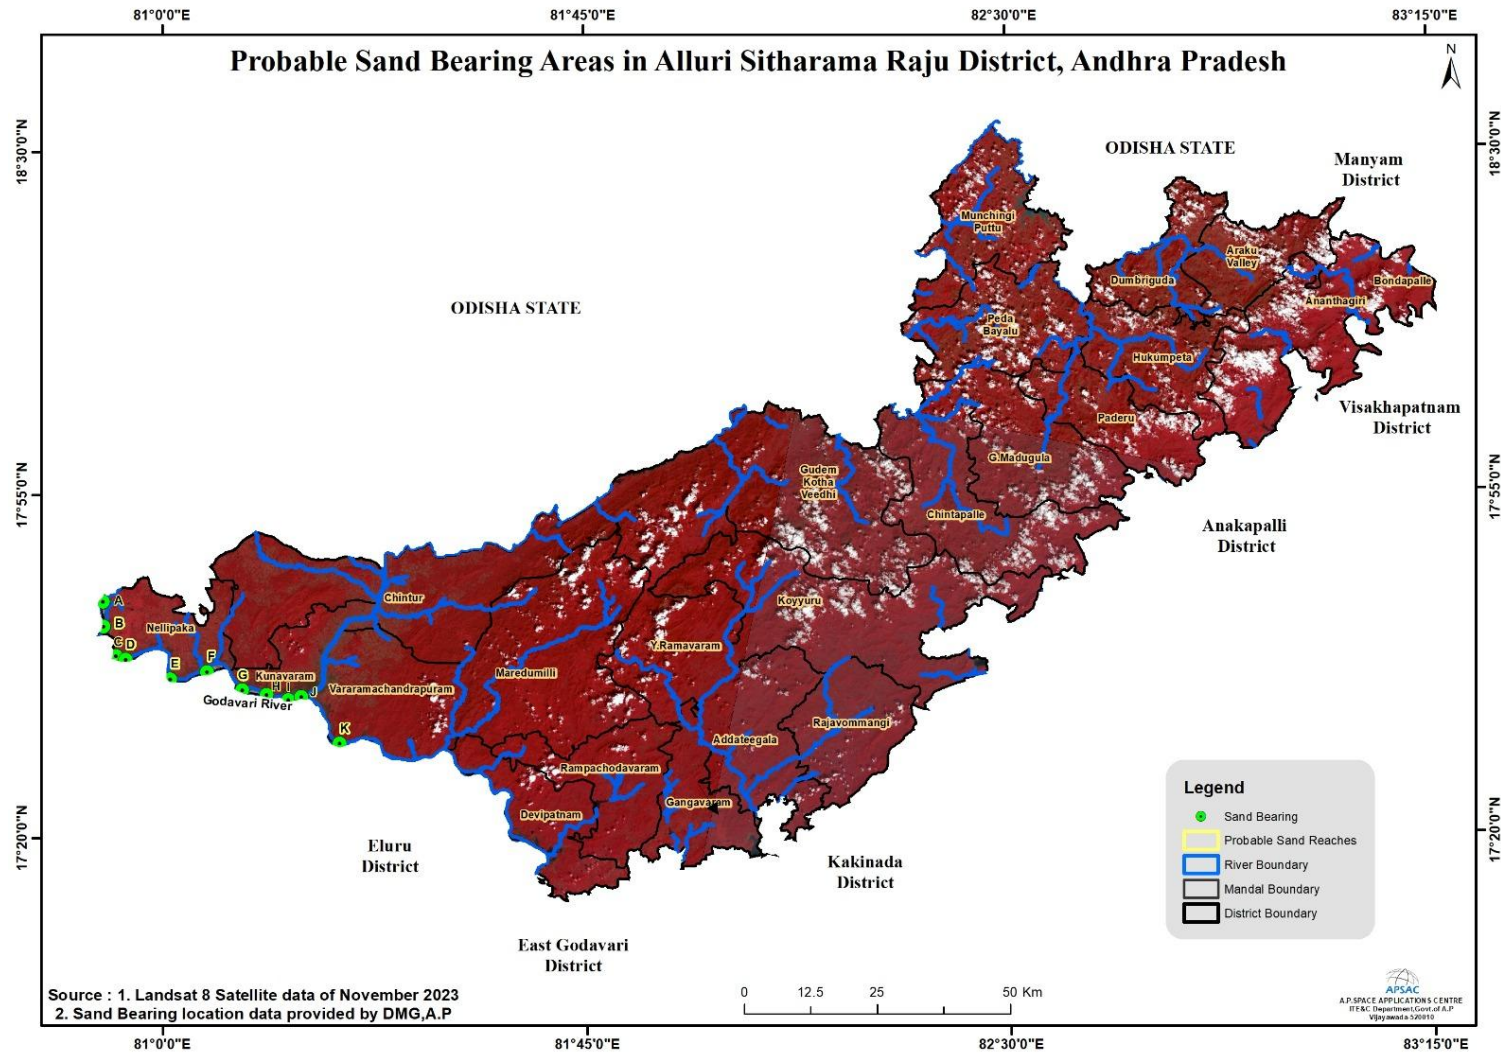 81°0'0"E
81°45'0"E
82°30'0"E
83°15'0"E
Probable Sand Bearing Areas in Alluri Sitharama Raju District, Andhra Pradesh
N
18°30'0"N
18°30'0"N
ODISHA STATE
Manyam
District
Munchingi
Puttu
Araku
Valley
Dumbriguda
Bondapalle
Ananthagiri
ODISHA STATE
Peda
Bayalu
Hukumpeta
Paderu
Visakhapatnam
District
G.Madugula
Gudem
Kotha
Veedhi
17°55'0"N
17°55'0"N
Chintapalle
Anakapalli
District
Chintur
Koyyuru
A
B
C
D
Nellipaka
E
F
G
Kunavaram
H
I
J
K
Godavari River
Vararamachandrapuram
Maredumilli
Y.Ramavaram
Rajavommangi
Addateegala
Rampachodavaram
Gangavaram
Devipatnam
17°20'0"N
17°20'0"N
Eluru
District
Kakinada
District
East Godavari
District
Legend
Sand Bearing
Probable Sand Reaches
River Boundary
Mandal Boundary
District Boundary
Source : 1. Landsat 8 Satellite data of November 2023
2. Sand Bearing location data provided by DMG,A.P
0 12.5 25 50 Km
APSAC
A.P.SPACE APPLICATIONS CENTRE
ITE&C Department,Govt.of A.P
Vijayawada 520010
81°0'0"E
81°45'0"E
82°30'0"E
83°15'0"E